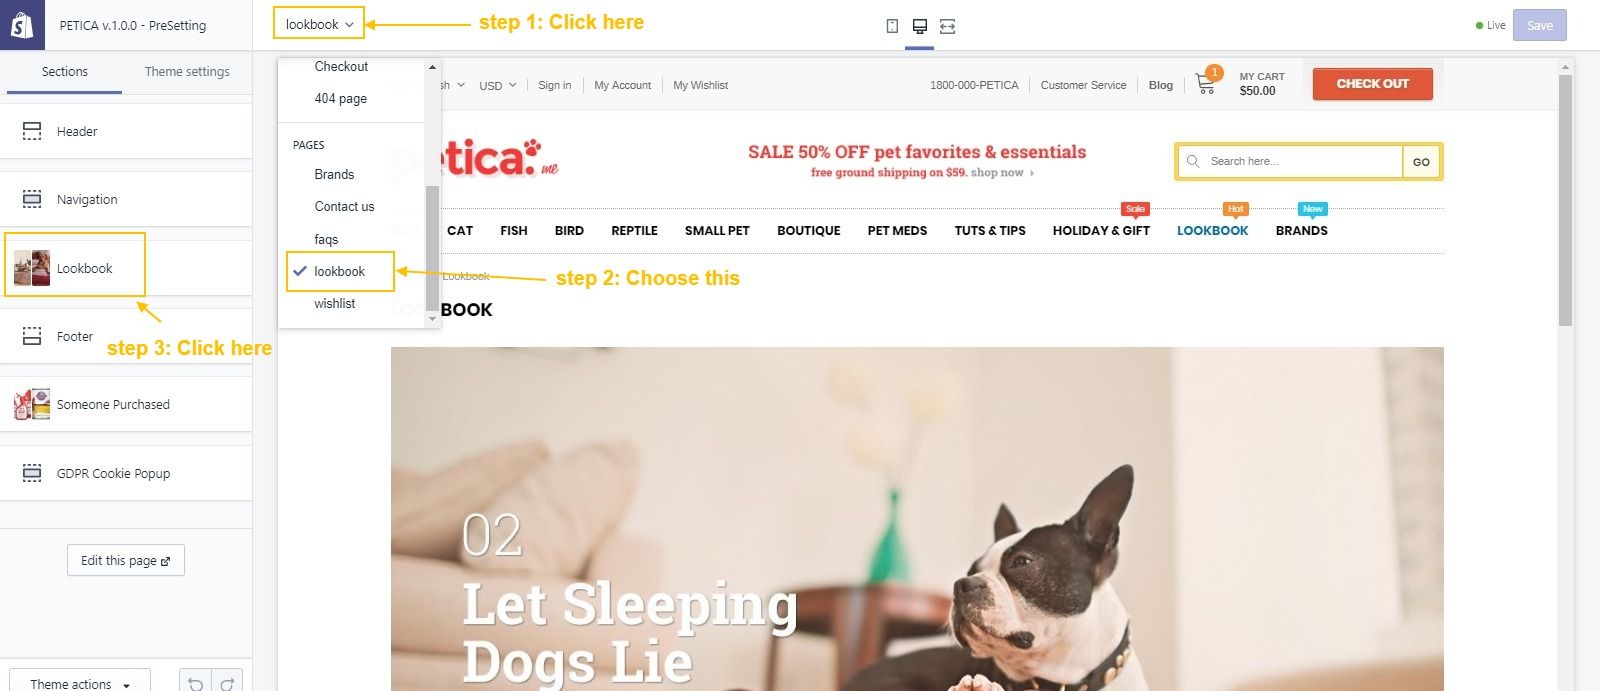 PETICA v.1.0.0 - PreSetting
lookbook
step 1: Click here
Live
Save
Sections
Theme settings
Header
Navigation
Lookbook
step 3: Click here
Footer
Someone Purchased
GDPR Cookie Popup
Edit this page
Theme actions
Checkout
404 page
PAGES
Brands
Contact us
faqs
lookbook
wishlist
step 2: Choose this
sh
USD
Sign in
My Account
My Wishlist
1800-000-PETICA
Customer Service
Blog
1
MY CART
$50.00
CHECK OUT
petica. me
SALE 50% OFF pet favorites & essentials
free ground shipping on $59. shop now
Search here...
GO
Sale
Hot
New
CAT FISH BIRD REPTILE SMALL PET BOUTIQUE PET MEDS TUTS & TIPS HOLIDAY & GIFT LOOKBOOK BRANDS
Lookbook
LOOKBOOK
02
Let Sleeping
Dogs Lie